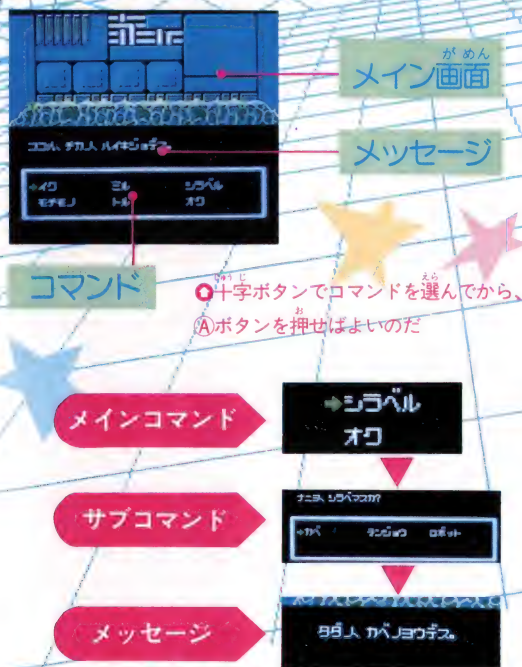 メイン画面
ココハ、チカノ ハイキジョデス。
メッセージ
イク ミル シラベル
モチモノ トル オク
コマンド
十字ボタンでコマンドを選んでから、
Ⓐボタンを押せばよいのだ
メインコマンド
シラベル
オク
サブコマンド
ナニヲ、シラベマスカ?
カベ テンジョウ ロボット
メッセージ
タダノ カベノヨウデス。